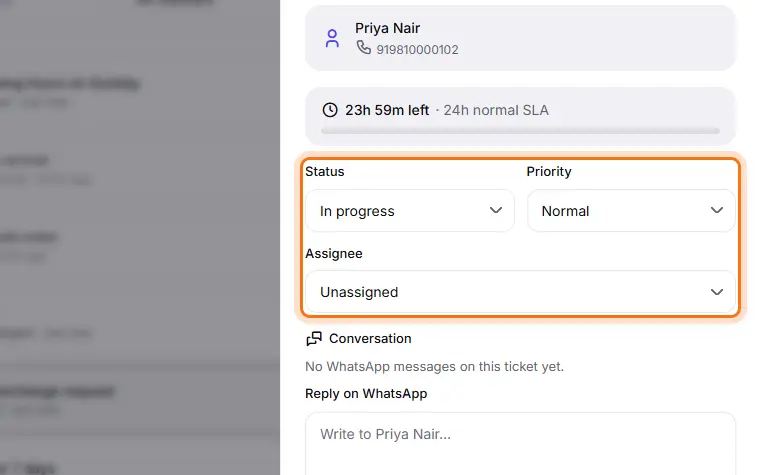 Priya Nair
919810000102
23h 59m left · 24h normal SLA
Status Priority
In progress Normal
Assignee
Unassigned
Conversation
No WhatsApp messages on this ticket yet.
Reply on WhatsApp
Write to Priya Nair...